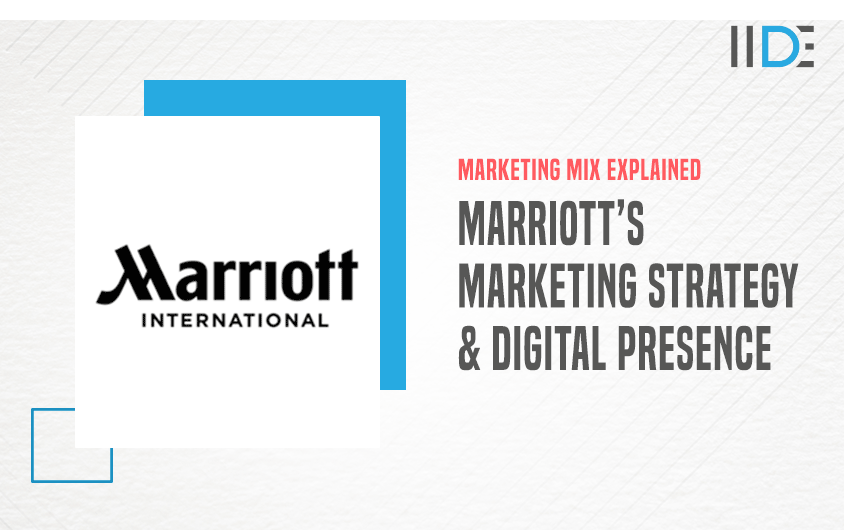 IIDE
MARKETING MIX EXPLAINED
MARRIOTT’S
MARKETING STRATEGY
& DIGITAL PRESENCE
Marriott
INTERNATIONAL